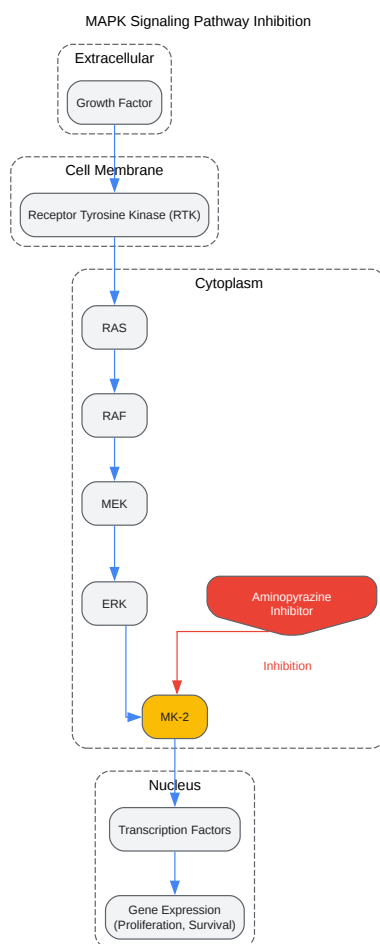 MAPK Signaling Pathway Inhibition
Extracellular
Growth Factor
Cell Membrane
Receptor Tyrosine Kinase (RTK)
Cytoplasm
RAS
RAF
MEK
ERK
Aminopyrazine
Inhibitor
Inhibition
MK-2
Nucleus
Transcription Factors
Gene Expression
(Proliferation, Survival)